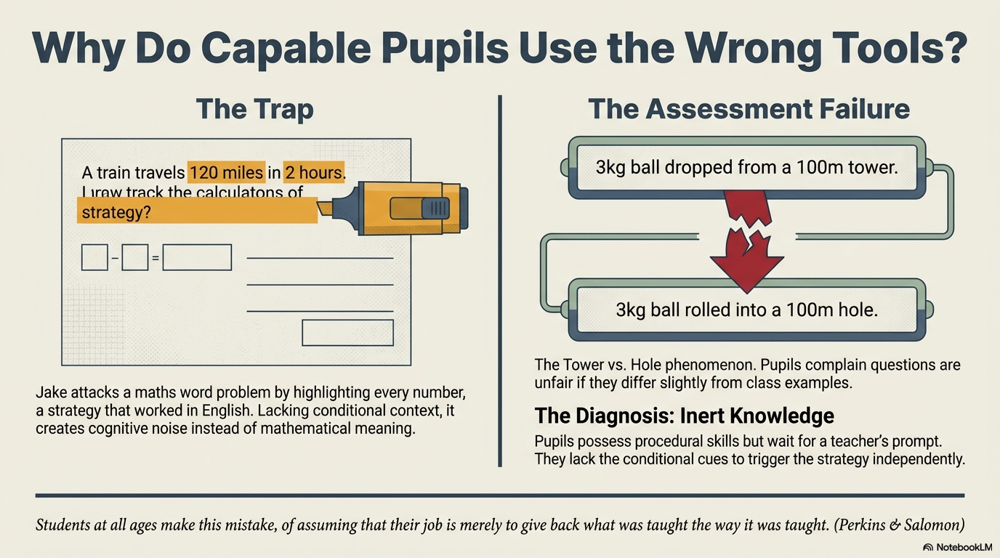 Why Do Capable Pupils Use the Wrong Tools?
The Trap
A train travels 120 miles in 2 hours.
track the calculatons of
strategy?
– =
Jake attacks a maths word problem by highlighting every number,
a strategy that worked in English. Lacking conditional context, it
creates cognitive noise instead of mathematical meaning.
The Assessment Failure
3kg ball dropped from a 100m tower.
3kg ball rolled into a 100m hole.
The Tower vs. Hole phenomenon. Pupils complain questions are
unfair if they differ slightly from class examples.
The Diagnosis: Inert Knowledge
Pupils possess procedural skills but wait for a teacher’s prompt.
They lack the conditional cues to trigger the strategy independently.
Students at all ages make this mistake, of assuming that their job is merely to give back what was taught the way it was taught. (Perkins & Salomon)
NotebookLM